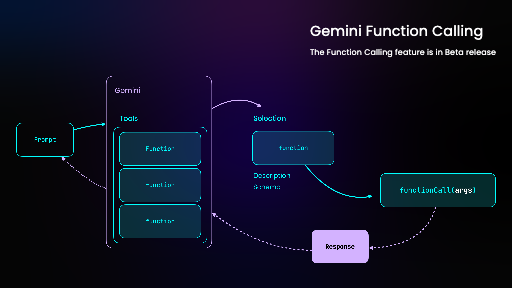 Gemini Function Calling
The Function Calling feature is in Beta release
Gemini
Tools
Selection
Prompt
Function
function
function
function
Description
Schema
functionCall(args)
Response